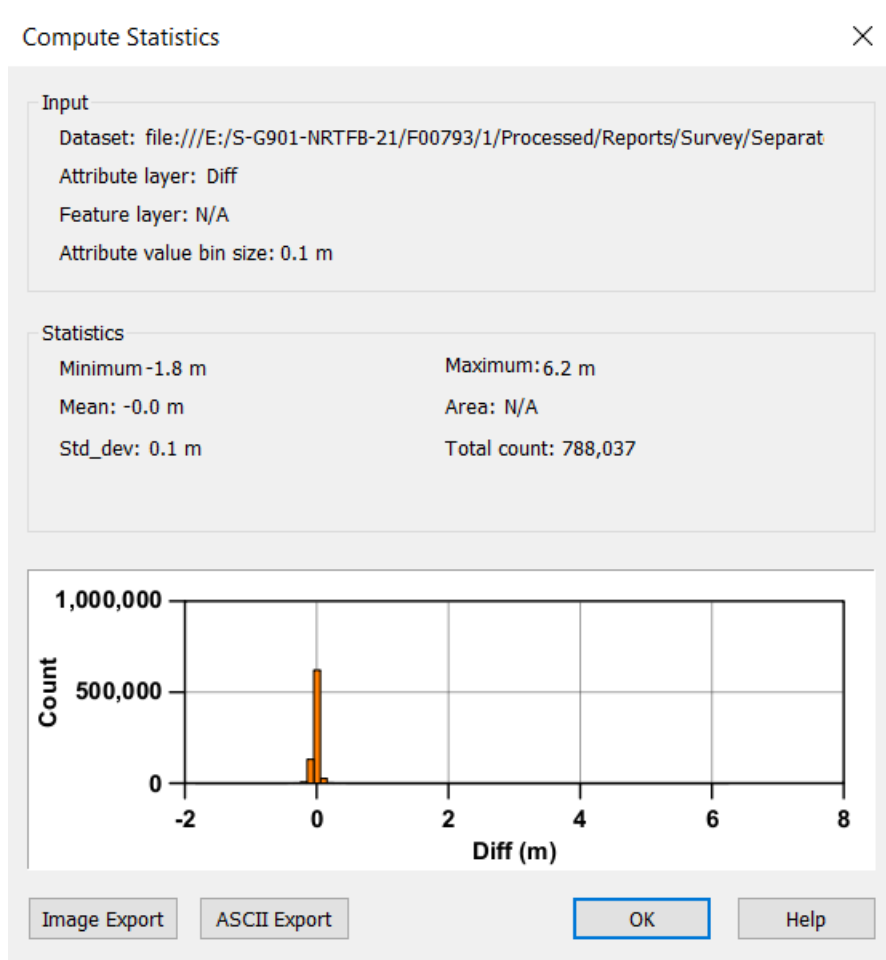 Compute Statistics
Input
Dataset: file:///E:/S-G901-NRTFB-21/F00793/1/Processed/Reports/Survey/Separat
Attribute layer: Diff
Feature layer: N/A
Attribute value bin size: 0.1 m
Statistics
Minimum -1.8 m Maximum: 6.2 m
Mean: -0.0 m Area: N/A
Std_dev: 0.1 m Total count: 788,037
1,000,000
500,000
0
Count
-2 0 2 4 6 8
Diff (m)
Image Export ASCII Export OK Help